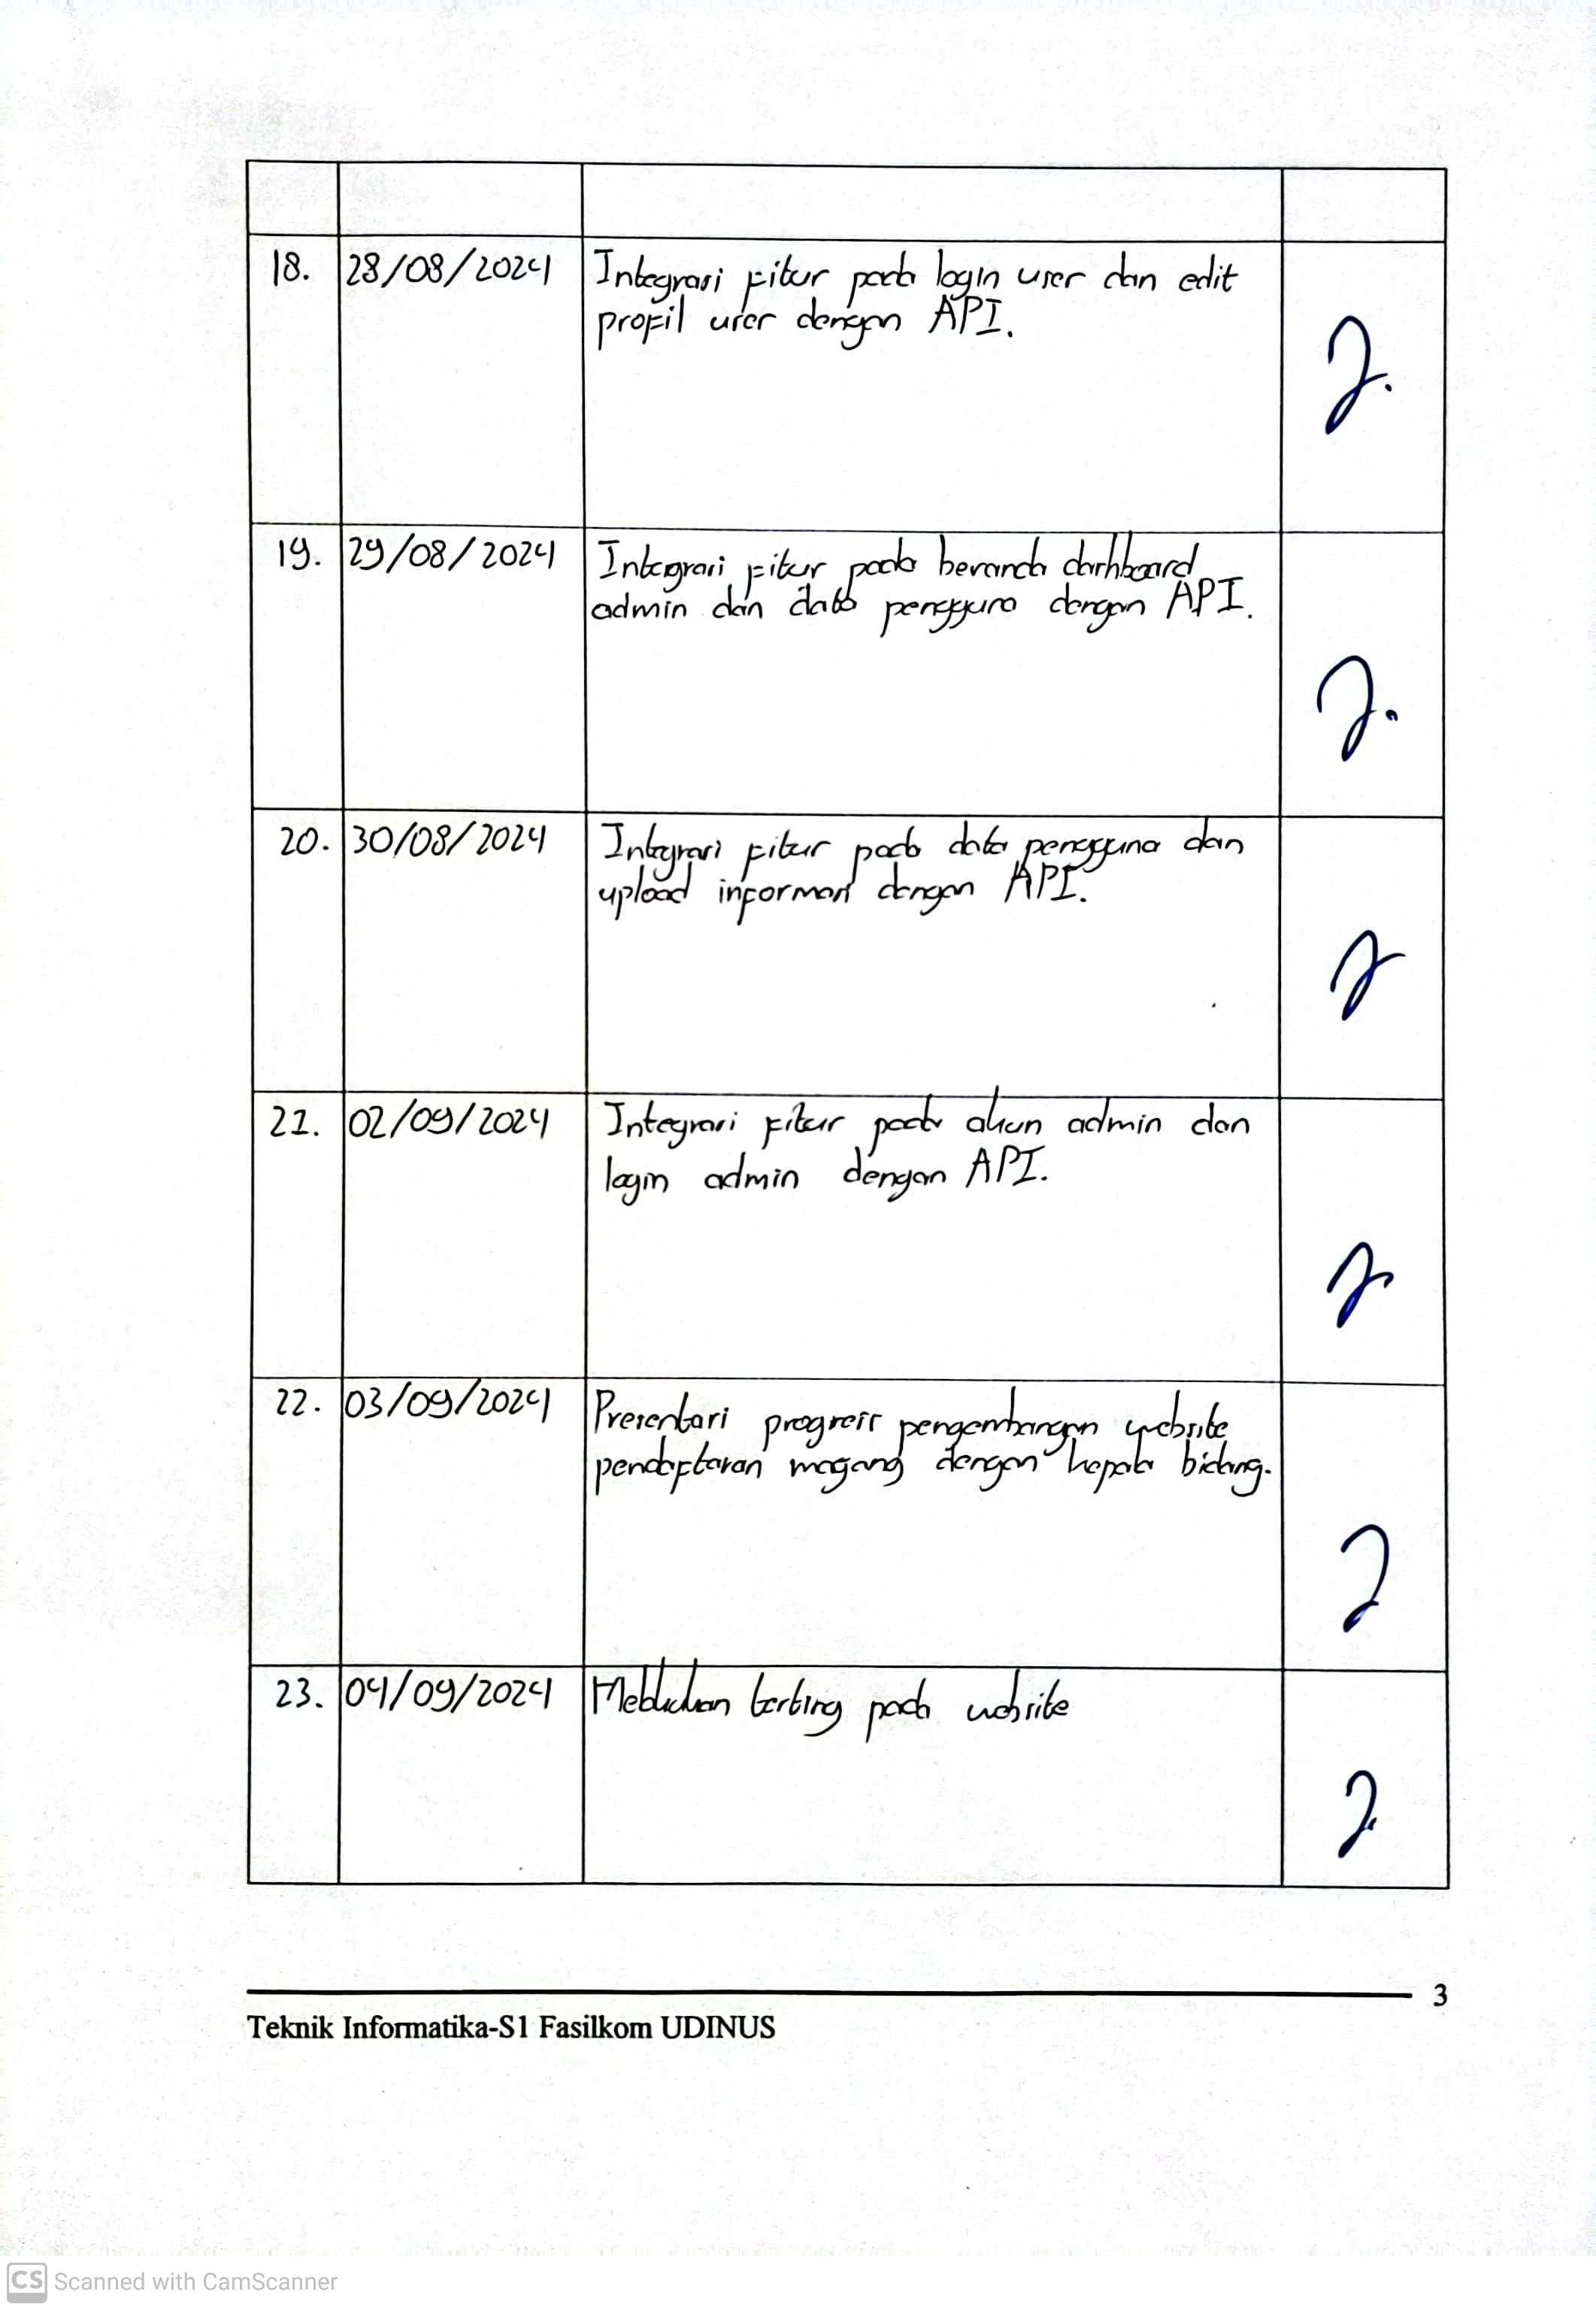 18. 28/08/2024 Integrasi fitur pada login user dan edit
profil user dengan API.
19. 29/08/2024 Integrasi fitur pada beranda dashboard
admin dan data pengguna dengan API.
20. 30/08/2024 Integrasi fitur pada data pengguna dan
upload informasi dengan API.
21. 02/09/2024 Integrasi fitur pada akun admin dan
login admin dengan API.
22. 03/09/2024 Presentasi progress pengembangan website
pendaftaran magang dengan kepala bidang.
23. 04/09/2024 testing pada website
3
Teknik Informatika-S1 Fasilkom UDINUS
CS Scanned with CamScanner